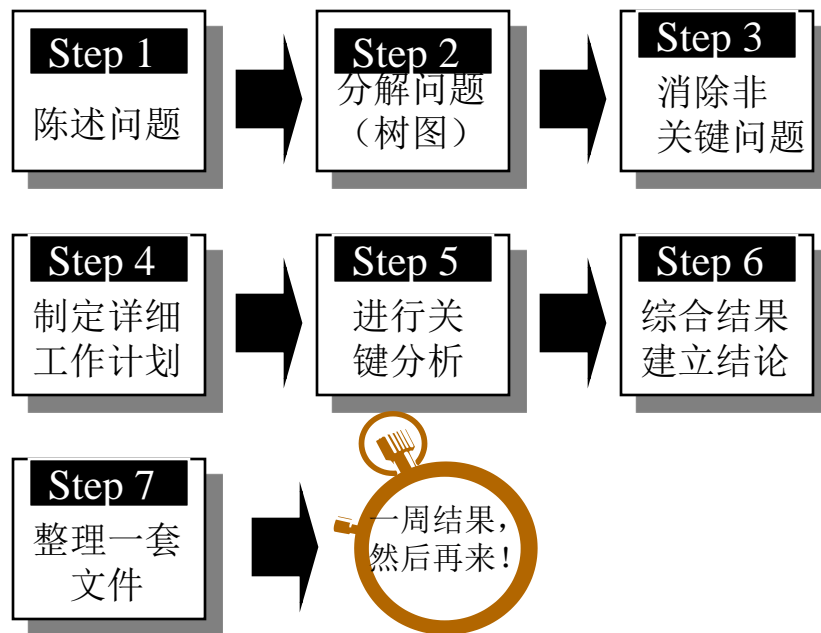 Step 1
陈述问题
Step 2
分解问题
（树图）
Step 3
消除非
关键问题
Step 4
制定详细
工作计划
Step 5
进行关
键分析
Step 6
综合结果
建立结论
Step 7
整理一套
文件
一周结果，
然后再来！